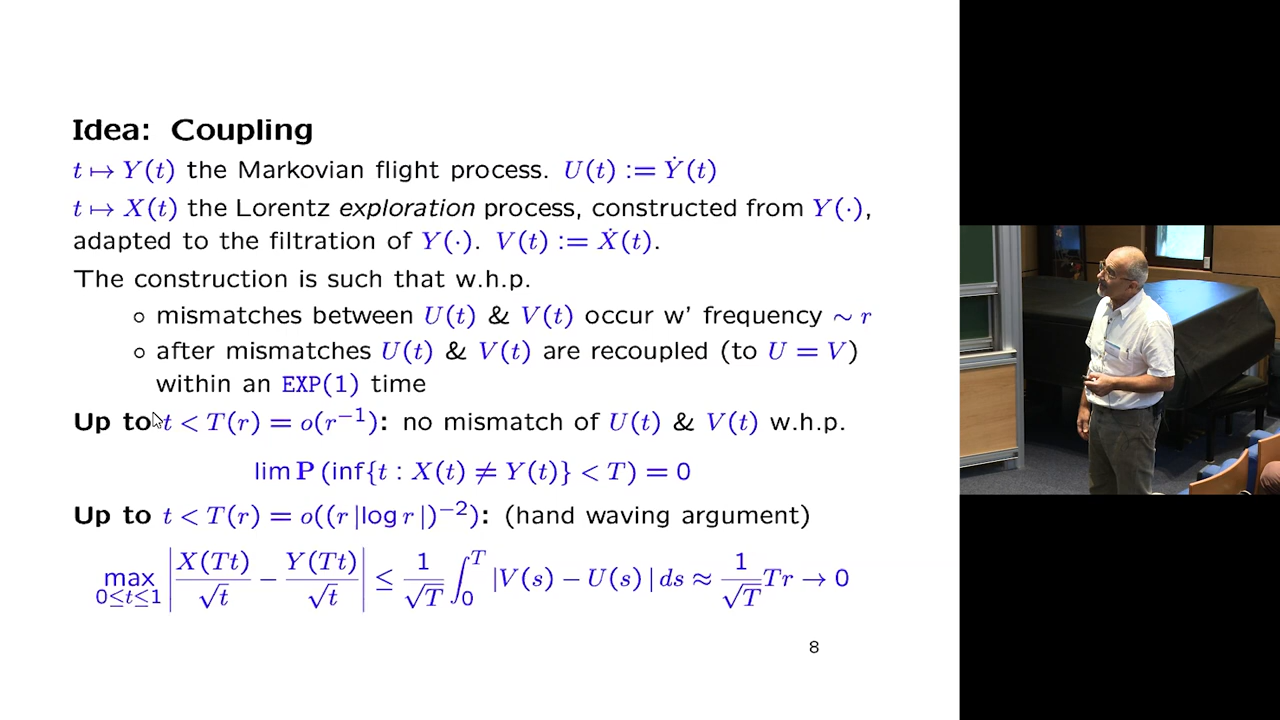 Idea: Coupling
t ↦ Y(t) the Markovian flight process. U(t) := Ẏ(t)
t ↦ X(t) the Lorentz exploration process, constructed from Y(·),
adapted to the filtration of Y(·). V(t) := Ẋ(t).
The construction is such that w.h.p.
∘ mismatches between U(t) & V(t) occur w' frequency ∼ r
∘ after mismatches U(t) & V(t) are recoupled (to U = V)
within an EXP(1) time
Up to t < T(r) = o(r⁻¹): no mismatch of U(t) & V(t) w.h.p.
lim P (inf{t : X(t) ≠ Y(t)} < T) = 0
Up to t < T(r) = o((r |log r|)⁻²): (hand waving argument)
max_{0≤t≤1} | X(Tt)/√t − Y(Tt)/√t | ≤ 1/√T ∫₀ᵀ |V(s) − U(s)| ds ≈ 1/√T Tr → 0
8